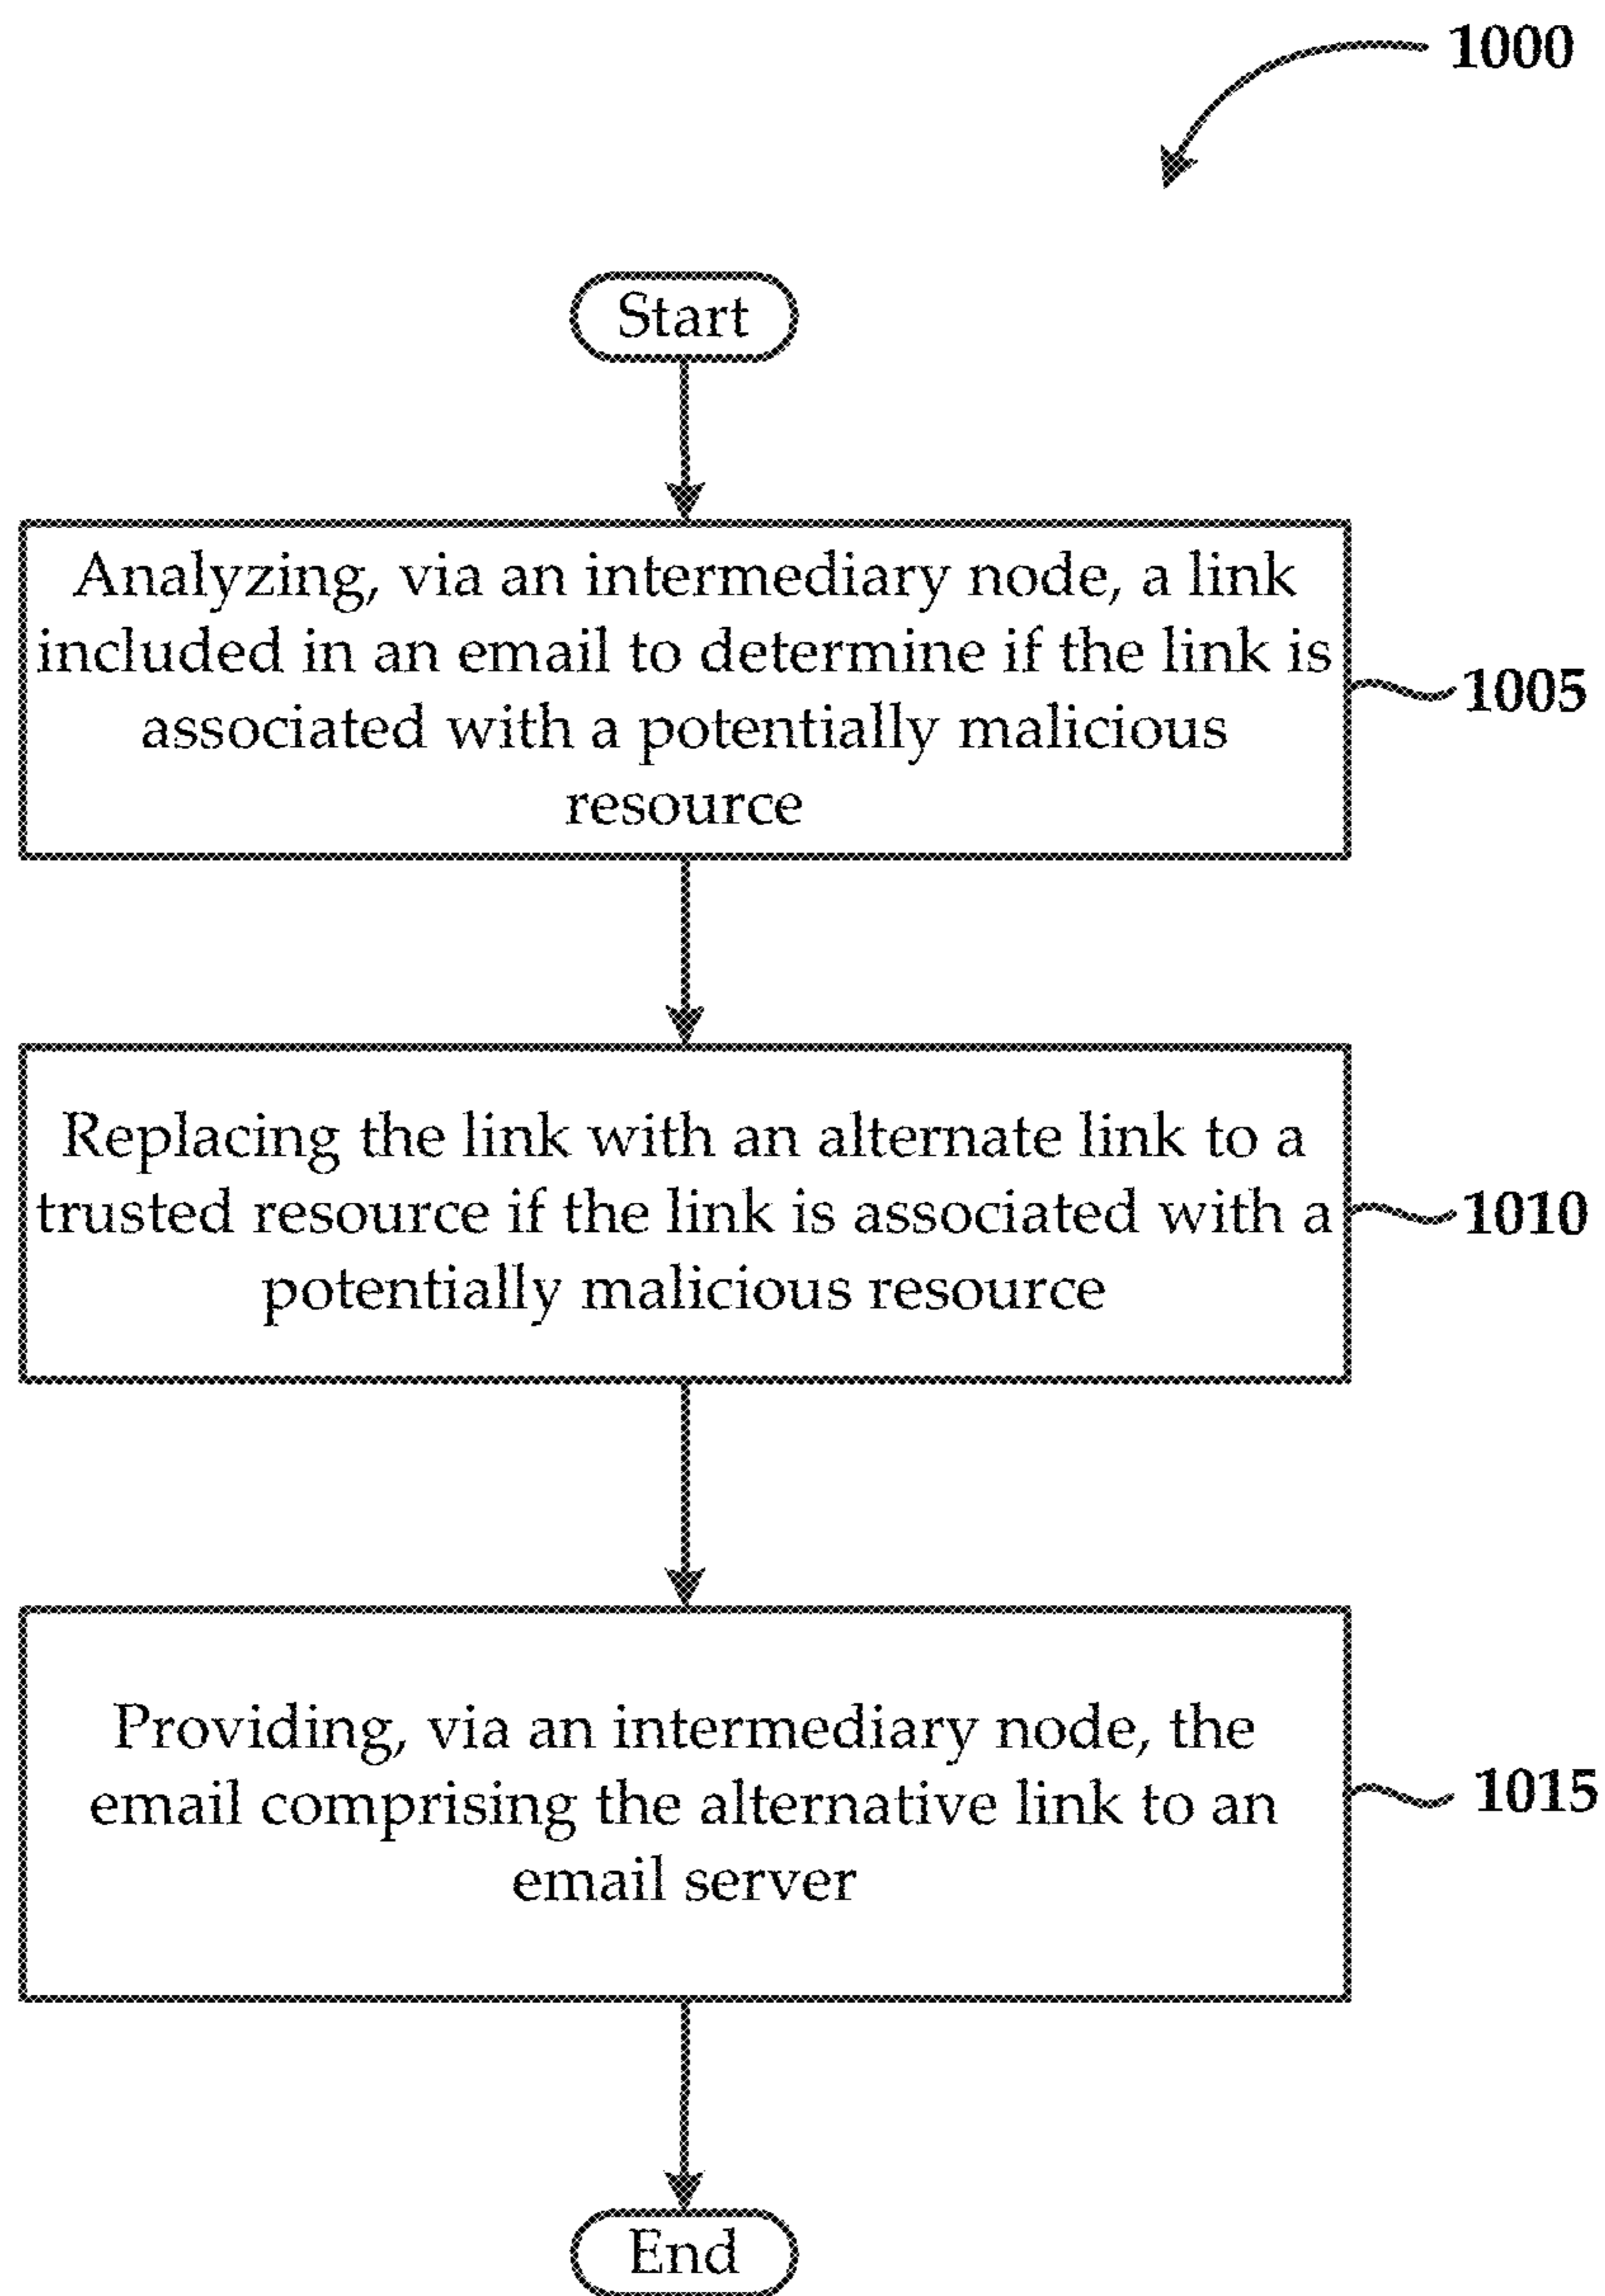 1000
Start
Analyzing, via an intermediary node, a link
included in an email to determine if the link is
associated with a potentially malicious
resource
1005
Replacing the link with an alternate link to a
trusted resource if the link is associated with a
potentially malicious resource
1010
Providing, via an intermediary node, the
email comprising the alternative link to an
email server
1015
End